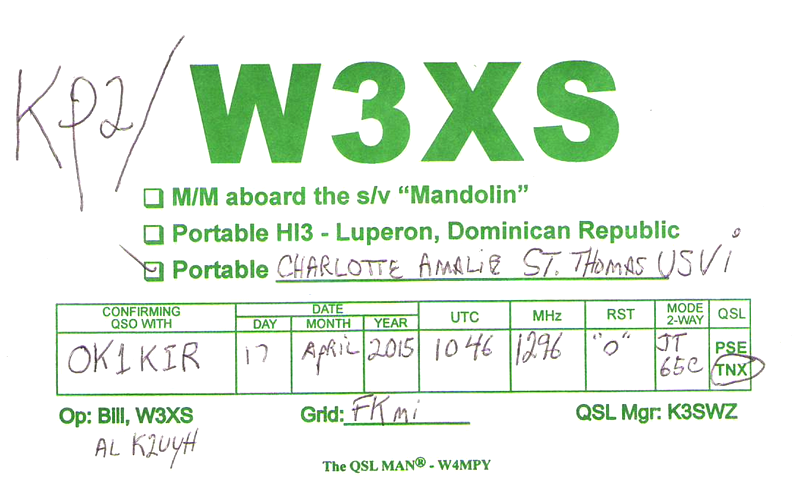 KP2/ W3XS
M/M aboard the s/v “Mandolin”
Portable HI3 - Luperon, Dominican Republic
Portable CHARLOTTE AMALIE ST. THOMAS USVi
CONFIRMING QSO WITH DATE DAY MONTH YEAR UTC MHz RST MODE 2-WAY QSL
OK1KIR 17 April 2015 1046 1296 "O" JT 65C PSE TNX
Op: Bill, W3XS Grid: FKmi QSL Mgr: K3SWZ
AL K2UYH
The QSL MAN® - W4MPY